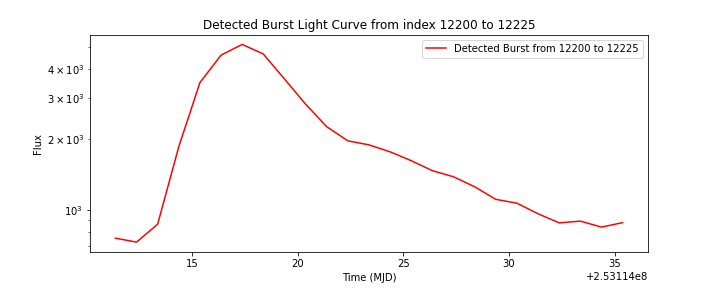 Detected Burst Light Curve from index 12200 to 12225
Detected Burst from 12200 to 12225
4 × 10³
3 × 10³
2 × 10³
10³
Flux
15 20 25 30 35
Time (MJD)
+2.53114e8